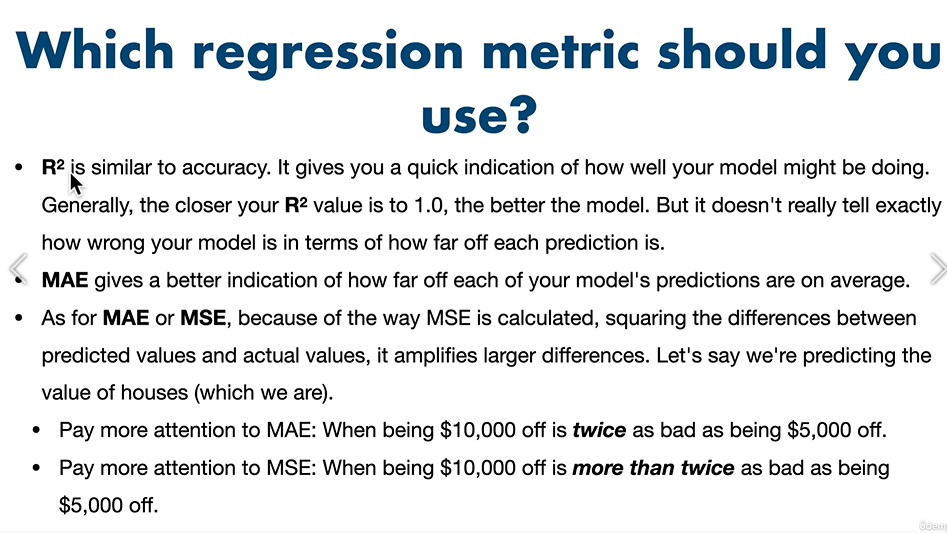 Which regression metric should you
use?
• R² is similar to accuracy. It gives you a quick indication of how well your model might be doing.
Generally, the closer your R² value is to 1.0, the better the model. But it doesn't really tell exactly
how wrong your model is in terms of how far off each prediction is.
• MAE gives a better indication of how far off each of your model's predictions are on average.
• As for MAE or MSE, because of the way MSE is calculated, squaring the differences between
predicted values and actual values, it amplifies larger differences. Let's say we're predicting the
value of houses (which we are).
• Pay more attention to MAE: When being $10,000 off is twice as bad as being $5,000 off.
• Pay more attention to MSE: When being $10,000 off is more than twice as bad as being
$5,000 off.